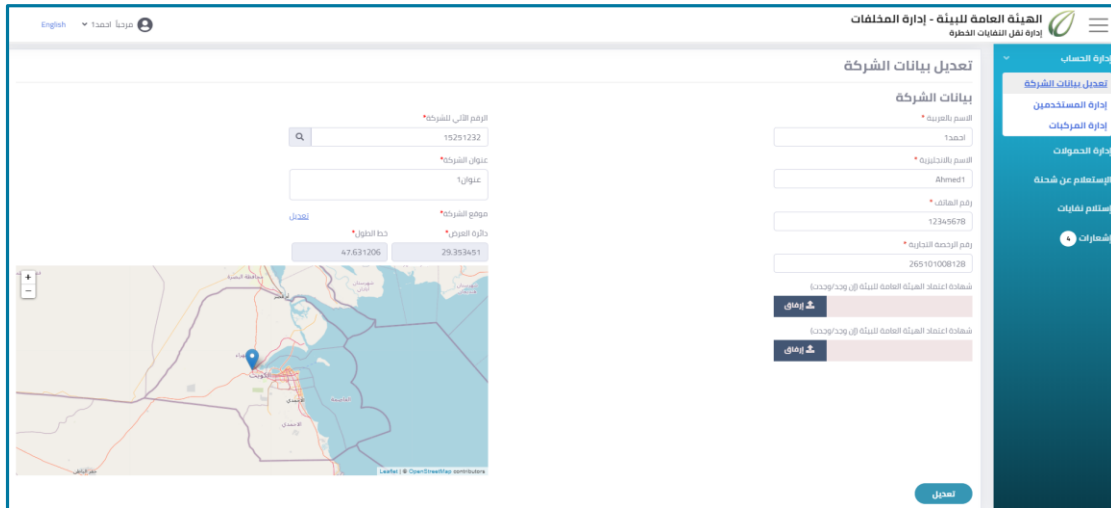 الهيئة العامة للبيئة - إدارة المخلفات
إدارة نقل النفايات الخطرة
مرحباً احمد1
English
إدارة الحساب
تعديل بيانات الشركة
إدارة المستخدمين
إدارة المركبات
إدارة الحمولات
الإستعلام عن شحنة
إستلام نفايات
إشعارات 4
تعديل بيانات الشركة
بيانات الشركة
الاسم بالعربية *
احمد1
الاسم بالانجليزية *
Ahmed1
رقم الهاتف *
12345678
رقم الرخصة التجارية *
265101008128
شهادة اعتماد الهيئة العامة للبيئة (إن وجد/وجدت)
إرفاق
شهادة اعتماد الهيئة العامة للبيئة (إن وجد/وجدت)
إرفاق
الرقم الآلي للشركة*
15251232
عنوان الشركة*
عنوان1
موقع الشركة* تعديل
دائرة العرض* خط الطول*
29.353451 47.631206
+
−
محافظة البصرة
الكويت
الاحمدي
Leaflet | © OpenStreetMap contributors
تعديل